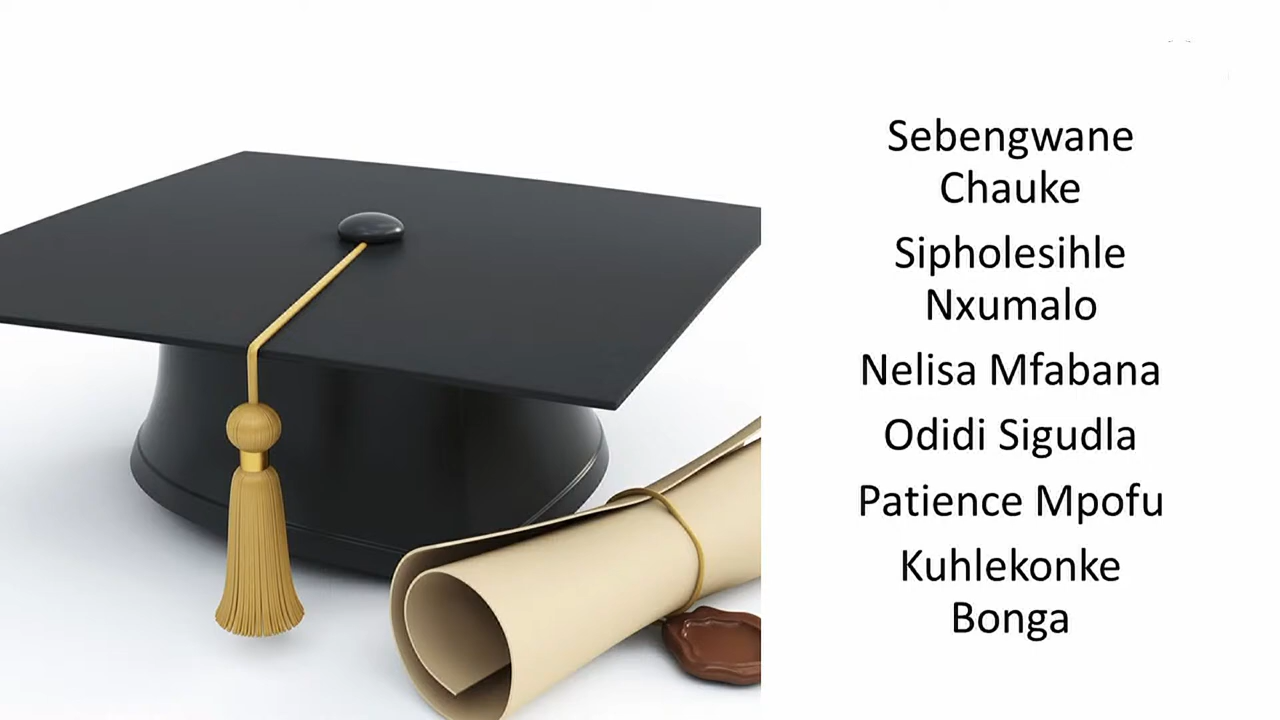 Sebengwane
Chauke
Sipholesihle
Nxumalo
Nelisa Mfabana
Odidi Sigudla
Patience Mpofu
Kuhlekonke
Bonga